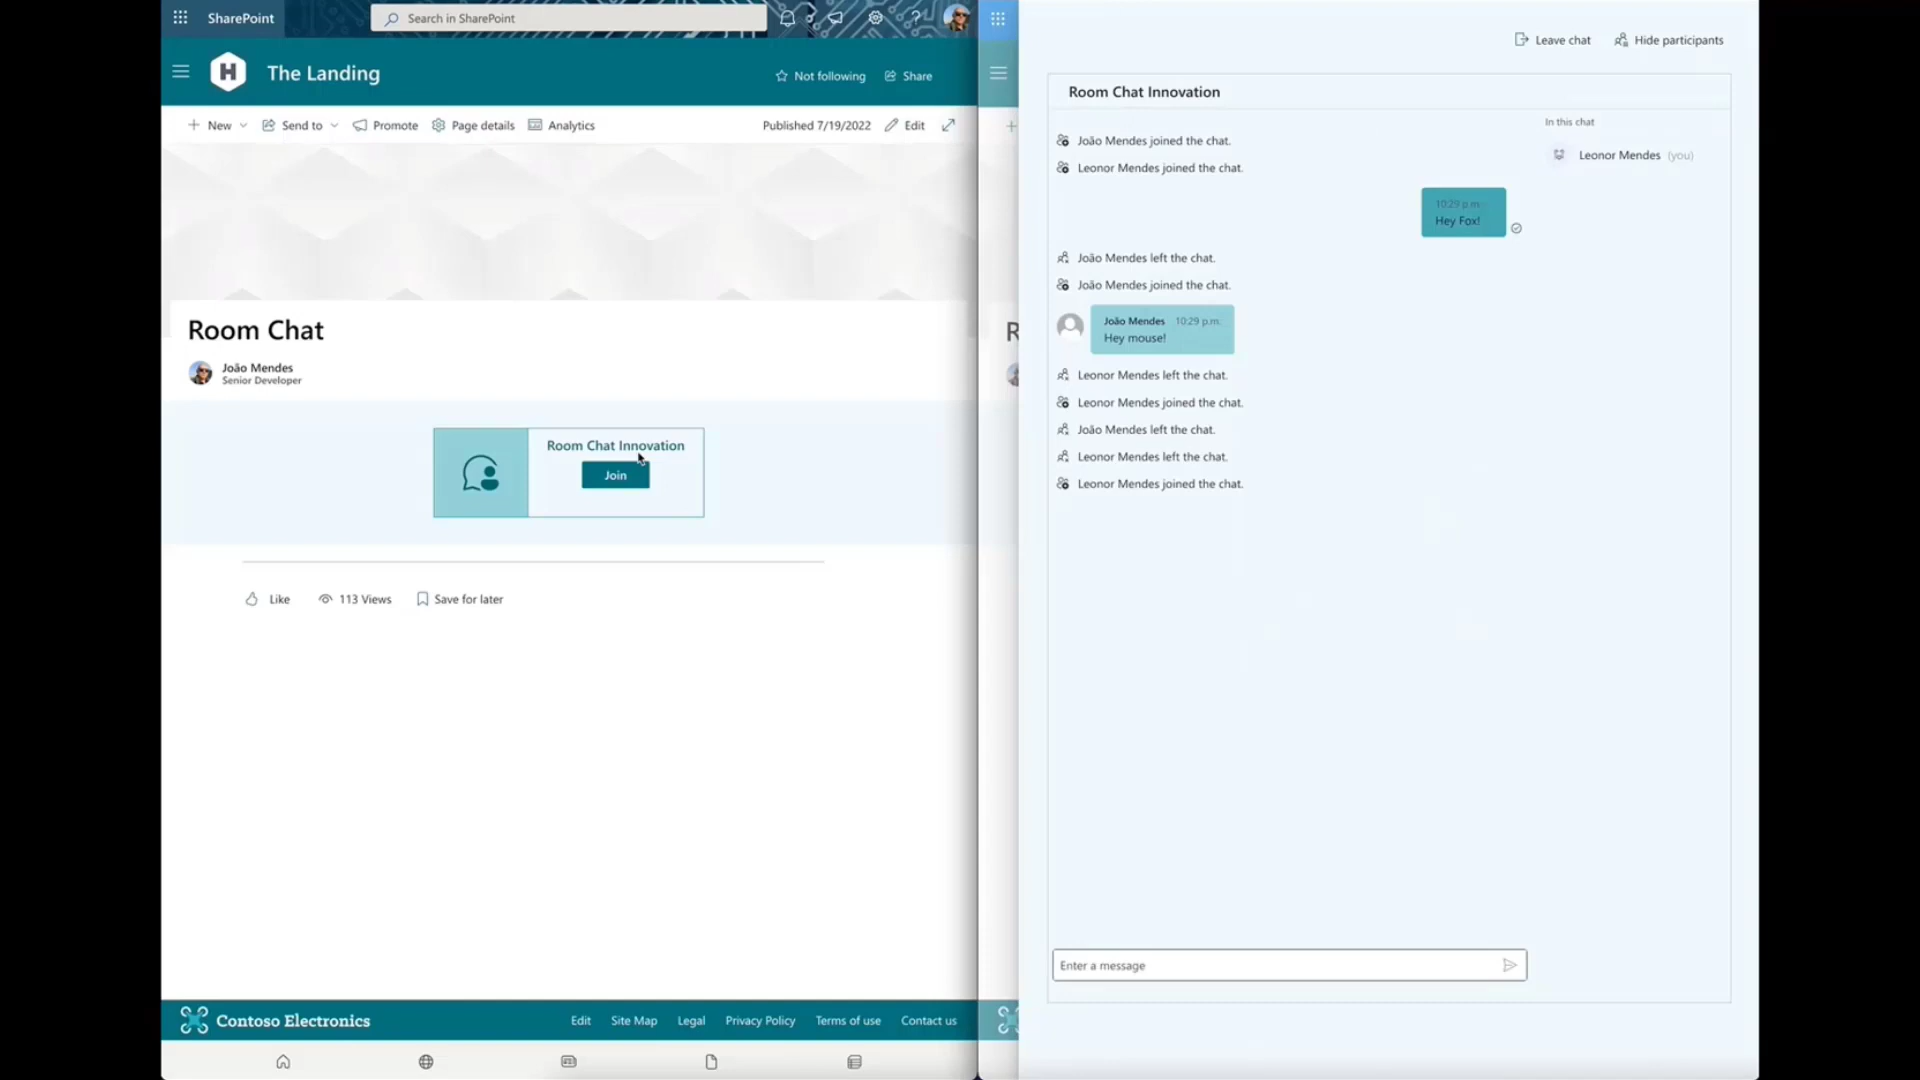 SharePoint
Search in SharePoint
?
H
The Landing
Not following
Share
New
Send to
Promote
Page details
Analytics
Published 7/19/2022
Edit
Room Chat
João Mendes
Senior Developer
Room Chat Innovation
Join
Like
113 Views
Save for later
Contoso Electronics
Edit
Site Map
Legal
Privacy Policy
Terms of use
Contact us
R
Leave chat
Hide participants
Room Chat Innovation
In this chat
Leonor Mendes (you)
João Mendes joined the chat.
Leonor Mendes joined the chat.
10:29 p.m.
Hey Fox!
João Mendes left the chat.
João Mendes joined the chat.
João Mendes 10:29 p.m.
Hey mouse!
Leonor Mendes left the chat.
Leonor Mendes joined the chat.
João Mendes left the chat.
Leonor Mendes left the chat.
Leonor Mendes joined the chat.
Enter a message